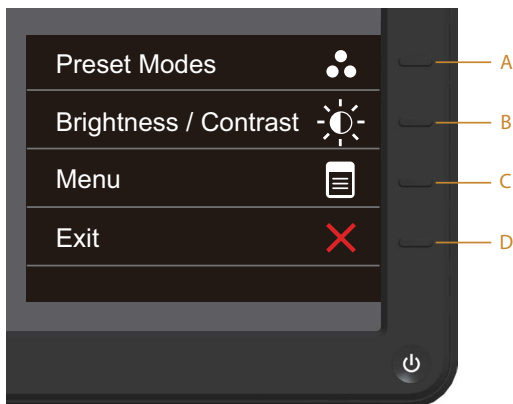 Preset Modes
A
Brightness / Contrast
B
Menu
C
Exit
D